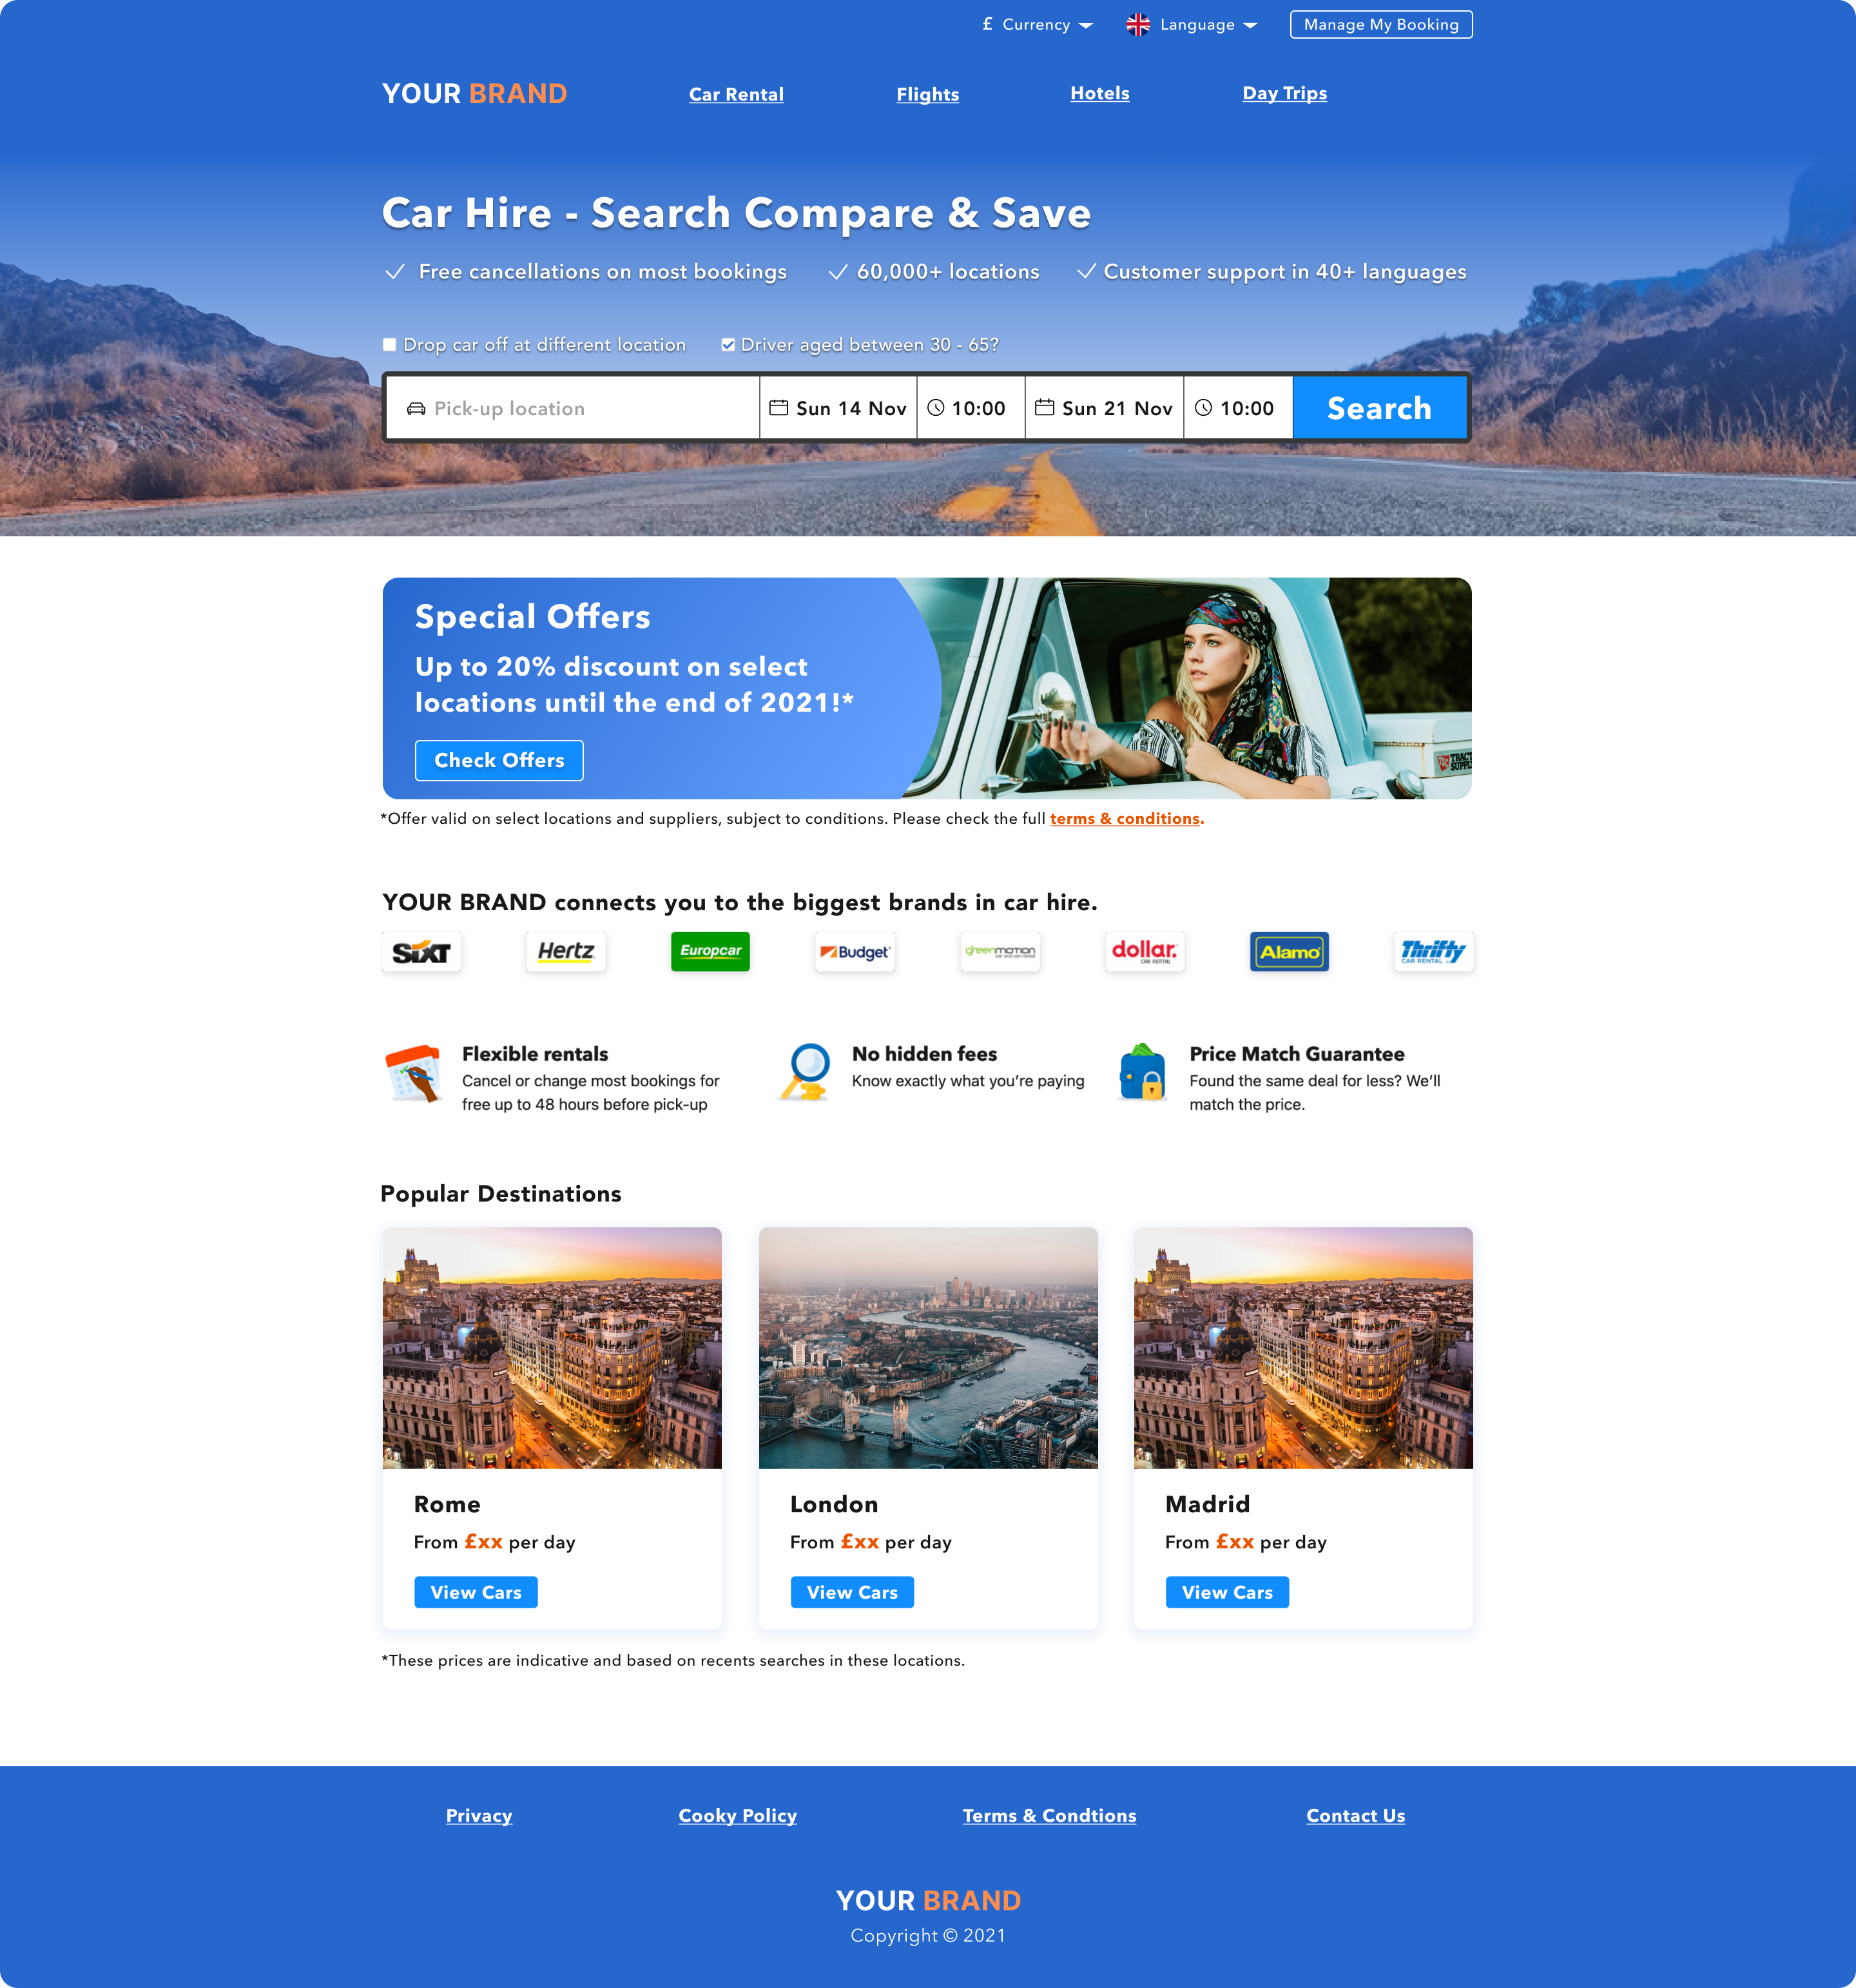 £ Currency Language Manage My Booking
YOUR BRAND Car Rental Flights Hotels Day Trips
Car Hire - Search Compare & Save
Free cancellations on most bookings 60,000+ locations Customer support in 40+ languages
Drop car off at different location Driver aged between 30 - 65?
Pick-up location Sun 14 Nov 10:00 Sun 21 Nov 10:00 Search
Special Offers
Up to 20% discount on select
locations until the end of 2021!*
Check Offers
*Offer valid on select locations and suppliers, subject to conditions. Please check the full terms & conditions.
YOUR BRAND connects you to the biggest brands in car hire.
SIXT Hertz Europcar Budget greenmotion dollar. Alamo Thrifty
car and van rental CAR RENTAL CAR RENTAL
Flexible rentals
Cancel or change most bookings for
free up to 48 hours before pick-up
No hidden fees
Know exactly what you're paying
Price Match Guarantee
Found the same deal for less? We'll
match the price.
Popular Destinations
Rome
From £xx per day
View Cars
London
From £xx per day
View Cars
Madrid
From £xx per day
View Cars
*These prices are indicative and based on recents searches in these locations.
Privacy Cooky Policy Terms & Condtions Contact Us
YOUR BRAND
Copyright © 2021